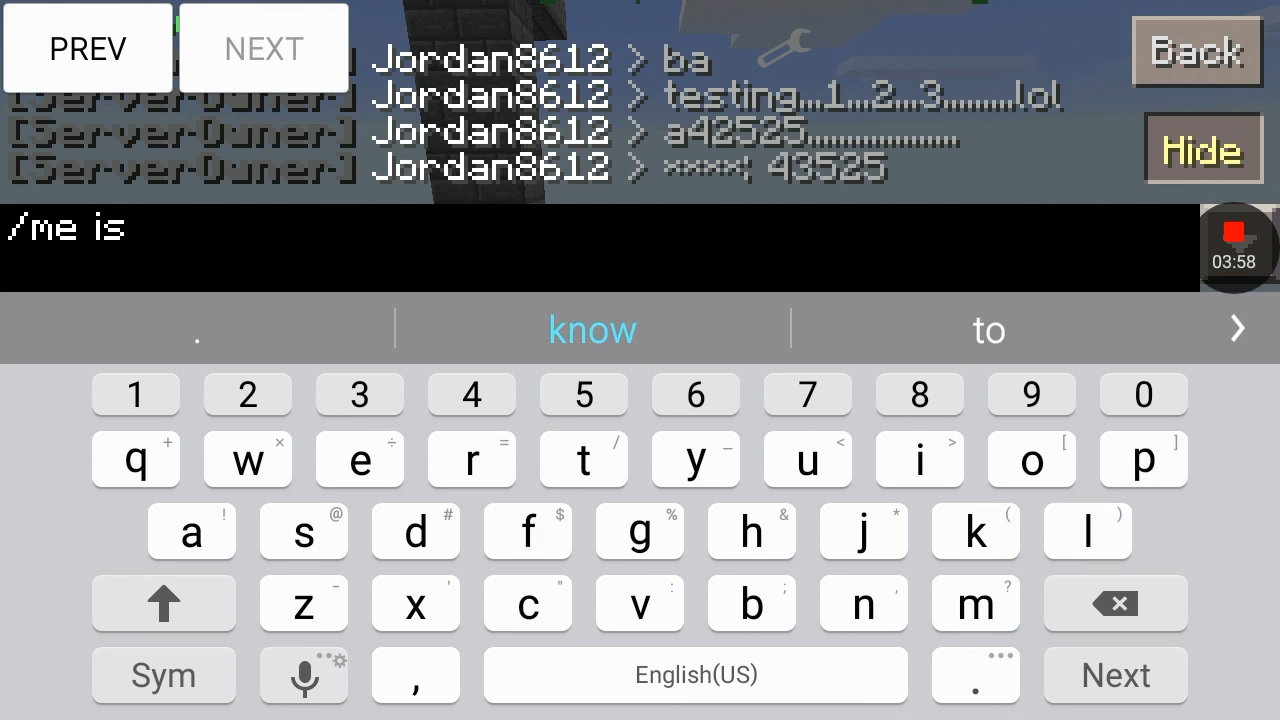 PREV NEXT
Back
Hide
[Server-Owner-] Jordan8612 > ba
[Server-Owner-] Jordan8612 > testing...1...2...3........lol
[Server-Owner-] Jordan8612 > a42525..................
[Server-Owner-] Jordan8612 > ××××; 43525
/me is
03:58
. know to
1 2 3 4 5 6 7 8 9 0
q + w × e ÷ r = t / y _ u < i > o [ p ]
a ! s @ d # f $ g % h & j * k ( l )
z - x ' c " v : b ; n , m ?
Sym , English(US) . Next